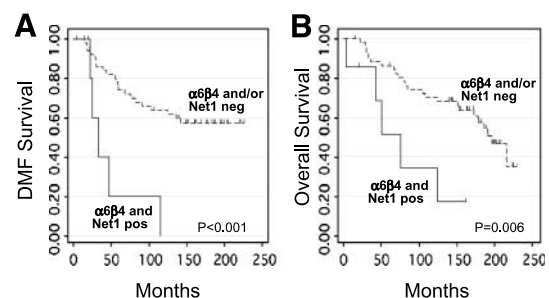 A
DMF Survival
1.00
0.80
0.60
0.40
0.20
0.00
α6β4 and/or
Net1 neg
α6β4 and
Net1 pos
P<0.001
0 50 100 150 200 250
Months
B
Overall Survival
1.00
0.80
0.60
0.40
0.20
0.00
α6β4 and/or
Net1 neg
α6β4 and
Net1 pos
P=0.006
0 50 100 150 200 250
Months